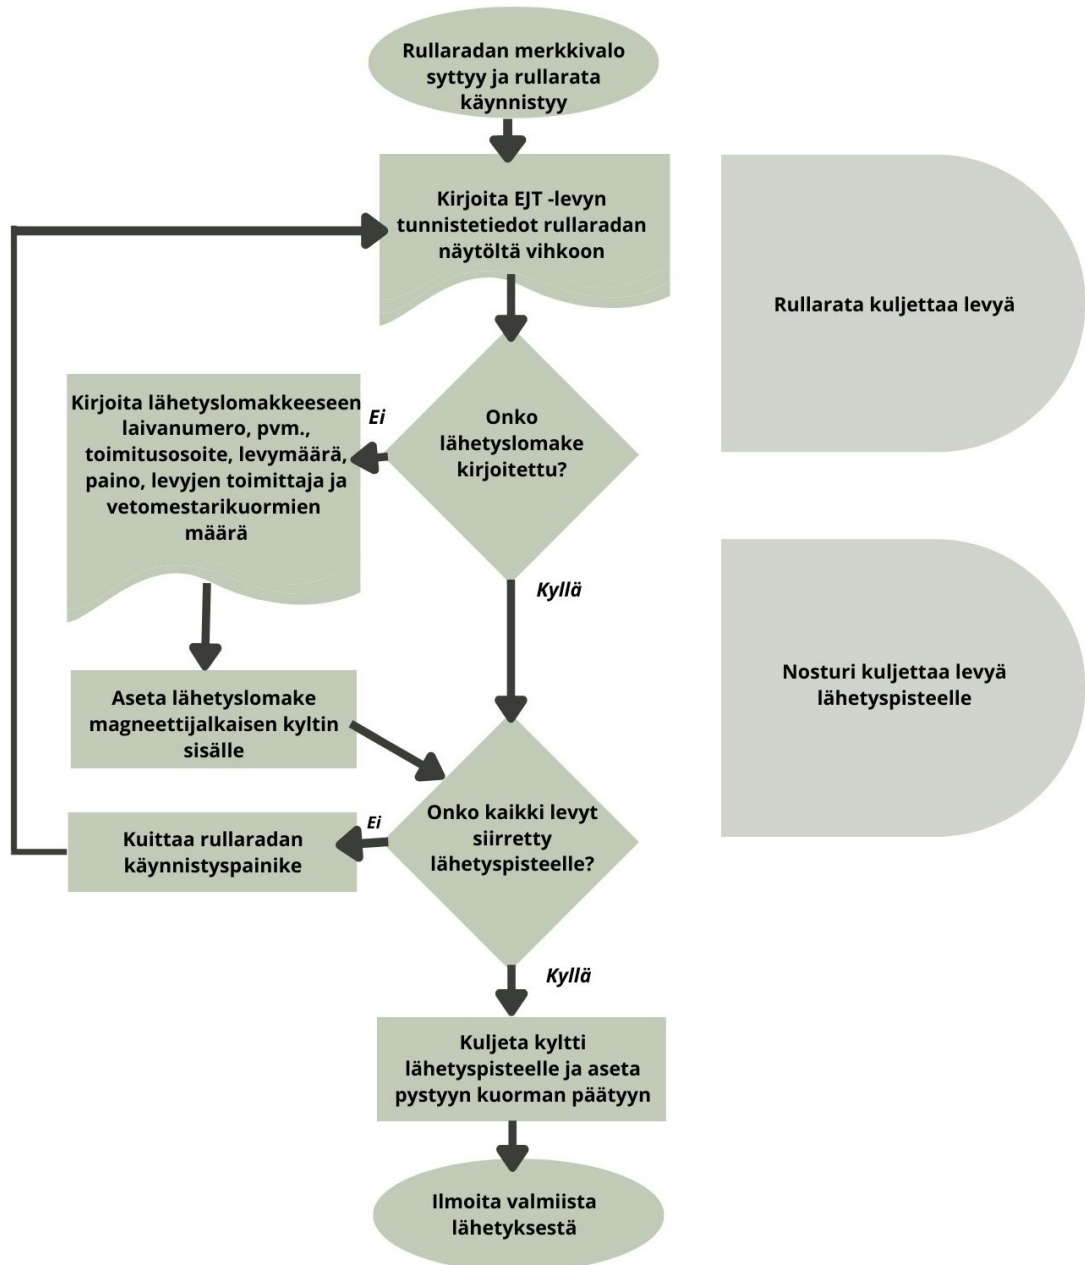 Rullaradan merkkivalo
syttyy ja rullarata
käynnistyy
Kirjoita EJT -levyn
tunnistetiedot rullaradan
näytöltä vihkoon
Rullarata kuljettaa levyä
Onko
lähetyslomake
kirjoitettu?
Ei
Kirjoita lähetyslomakkeeseen
laivanumero, pvm.,
toimitusosoite, levymäärä,
paino, levyjen toimittaja ja
vetomestarikuormien
määrä
Kyllä
Nosturi kuljettaa levyä
lähetyspisteelle
Aseta lähetyslomake
magneettijalkaisen kyltin
sisälle
Onko kaikki levyt
siirretty
lähetyspisteelle?
Ei
Kuittaa rullaradan
käynnistyspainike
Kyllä
Kuljeta kyltti
lähetyspisteelle ja aseta
pystyyn kuorman päätyyn
Ilmoita valmiista
lähetyksestä